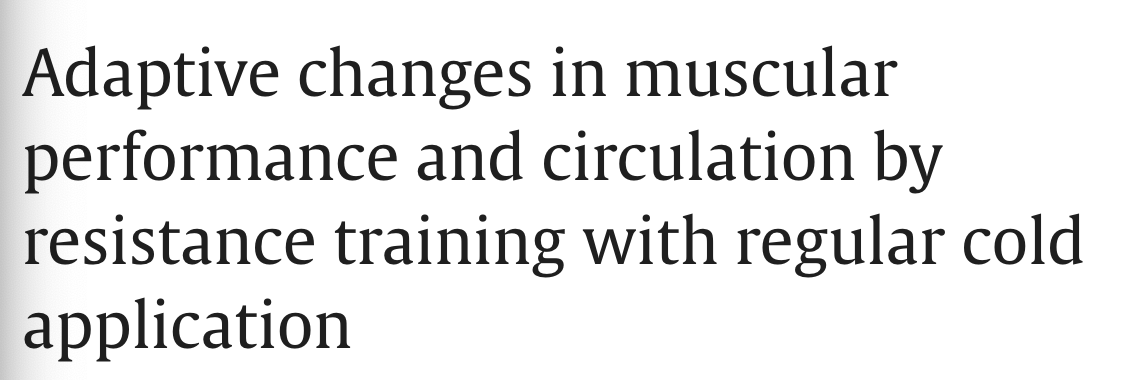 Adaptive changes in muscular
performance and circulation by
resistance training with regular cold
application